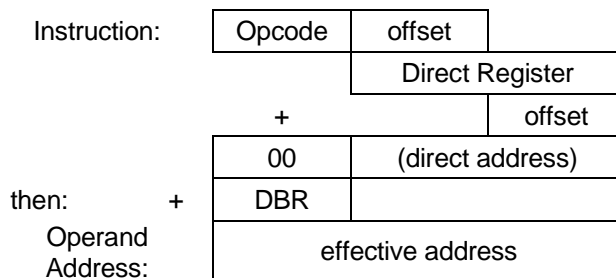 Instruction: Opcode offset
Direct Register
+ offset
00 (direct address)
then: + DBR
Operand
Address: effective address